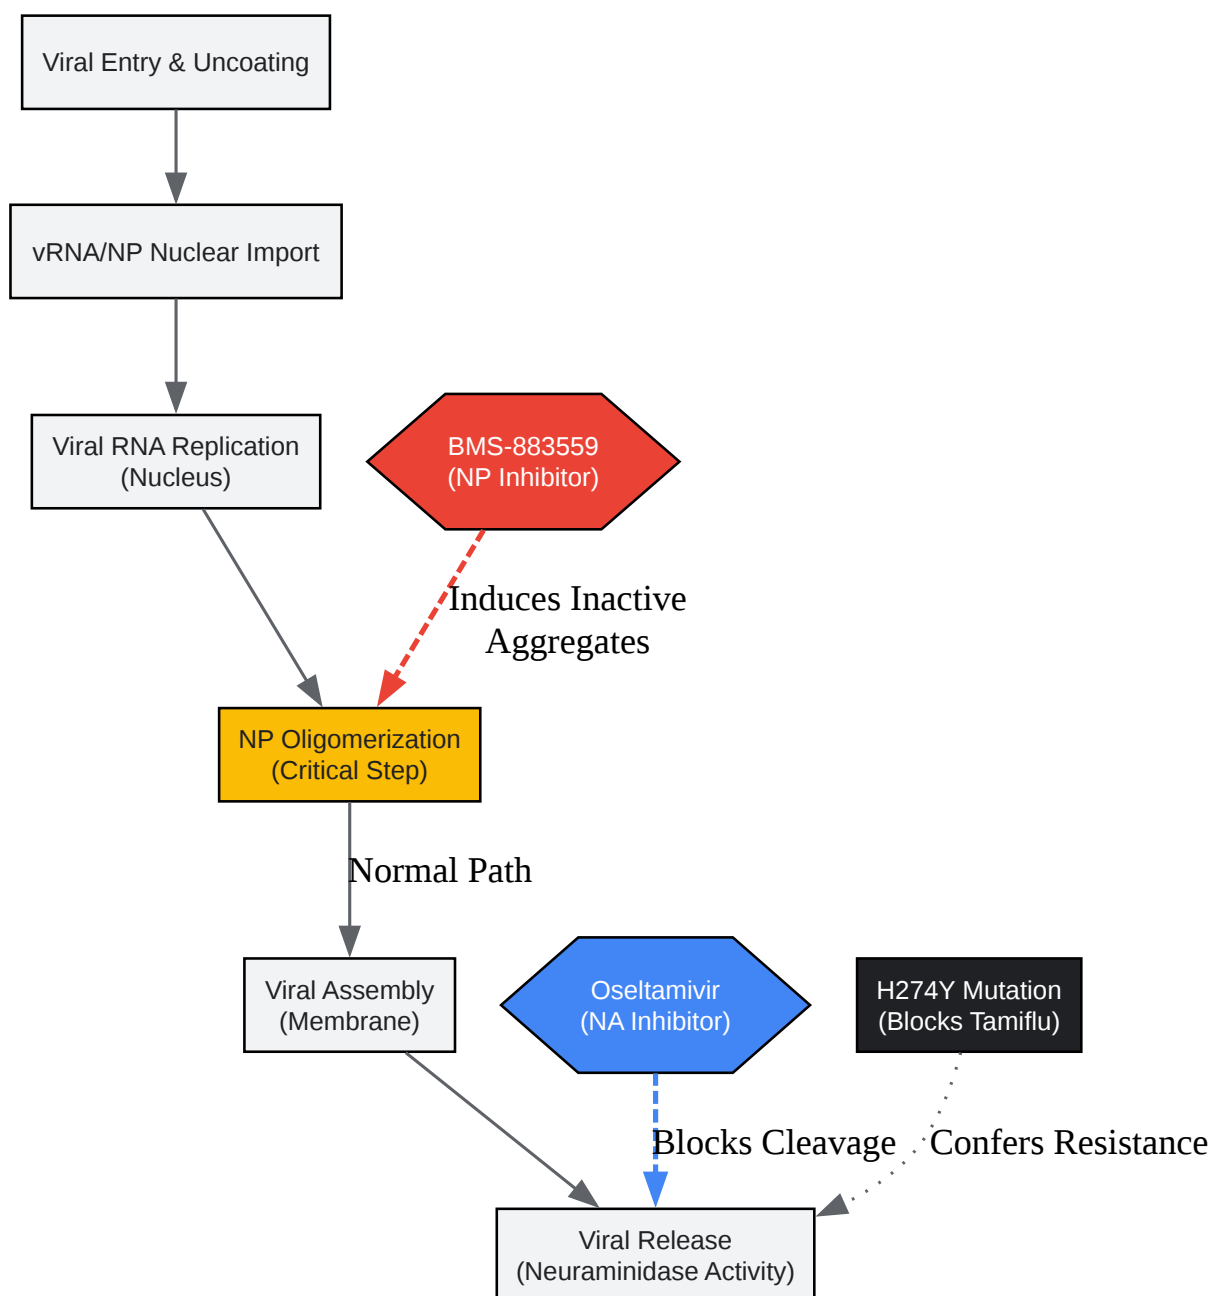 Viral Entry & Uncoating
vRNA/NP Nuclear Import
Viral RNA Replication
(Nucleus)
BMS-883559
(NP Inhibitor)
Induces Inactive
Aggregates
NP Oligomerization
(Critical Step)
Normal Path
Viral Assembly
(Membrane)
Oseltamivir
(NA Inhibitor)
H274Y Mutation
(Blocks Tamiflu)
Blocks Cleavage
Confers Resistance
Viral Release
(Neuraminidase Activity)